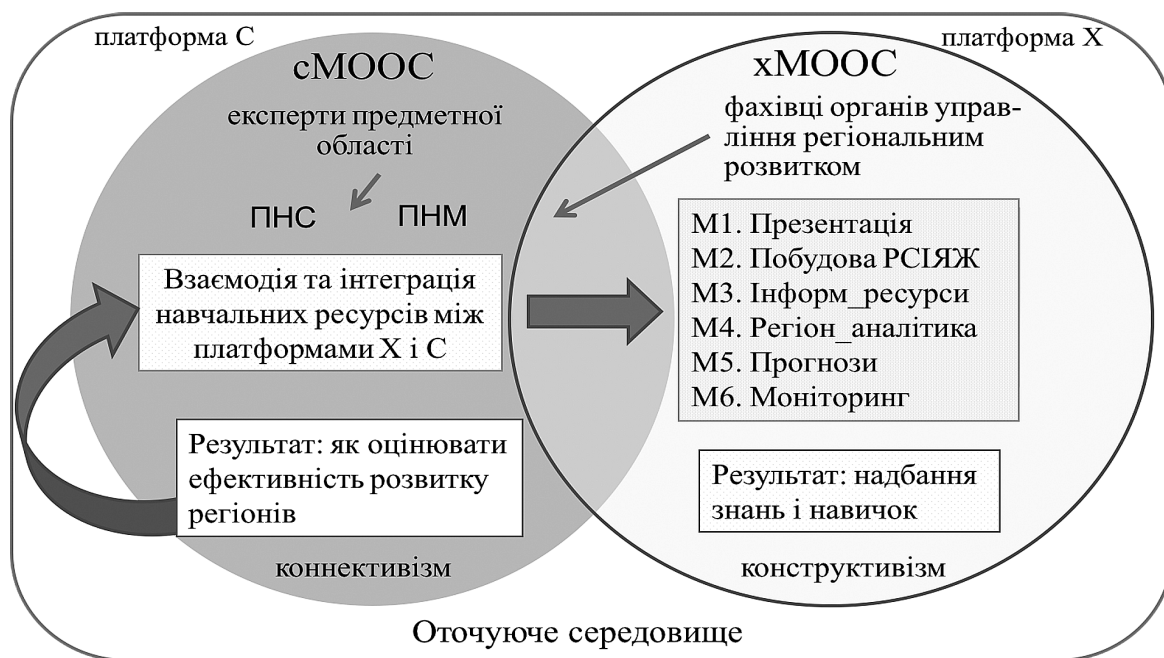 платформа С
платформа Х
сМООС
експерти предметної
області
ПНС
ПНМ
Взаємодія та інтеграція
навчальних ресурсів між
платформами Х і С
Результат: як оцінювати
ефективність розвитку
регіонів
коннективізм
хМООС
фахівці органів управ-
ління регіональним
розвитком
М1. Презентація
М2. Побудова РСІЯЖ
М3. Інформ_ресурси
М4. Регіон_аналітика
М5. Прогнози
М6. Моніторинг
Результат: надбання
знань і навичок
конструктивізм
Оточуюче середовище